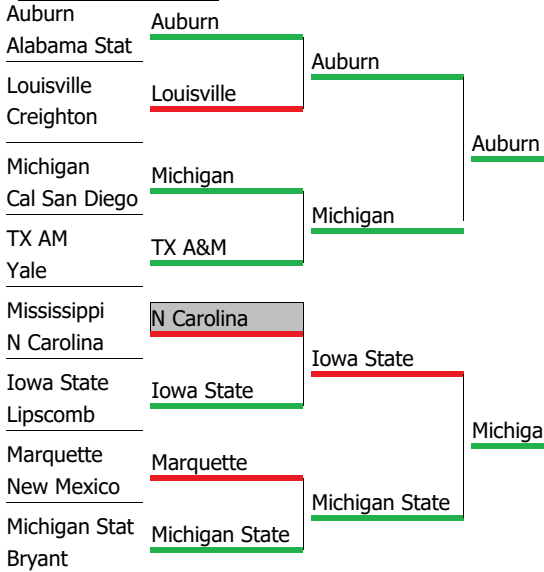 Auburn
Alabama Stat
Louisville
Creighton
Michigan
Cal San Diego
TX AM
Yale
Mississippi
N Carolina
Iowa State
Lipscomb
Marquette
New Mexico
Michigan Stat
Bryant
Auburn
Louisville
Michigan
TX A&M
N Carolina
Iowa State
Marquette
Michigan State
Auburn
Michigan
Iowa State
Michigan State
Auburn
Michiga